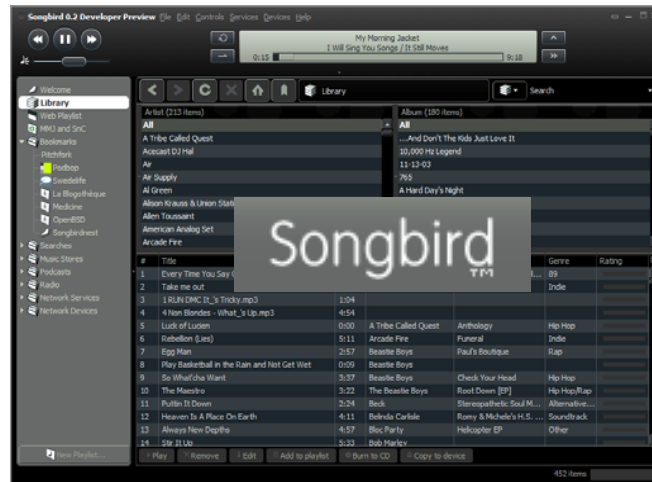 Songbird 0.2 Developer Preview File Edit Controls Services Devices Help
My Morning Jacket
I Will Sing You Songs / It Still Moves
0:15 9:18
Welcome
Library
Web Playlist
MMJ and SnC
Bookmarks
Pitchfork
Podbop
Swedelife
La Blogothèque
Medicine
OpenBSD
Songbirdnest
Searches
Music Stores
Podcasts
Radio
Network Services
Network Devices
New Playlist...
Library Search
Artist (213 items) Album (180 items)
All All
A Tribe Called Quest ...And Don't The Kids Just Love It
Acecast DJ Hal 10,000 Hz Legend
Air 11-13-03
Air Supply 765
Al Green A Hard Day's Night
Alison Krauss & Union Stat
Allen Toussaint
American Analog Set
Arcade Fire
Songbird TM
# Title Genre Rating
1 Every Time You Say 89
2 Take me out Indie
3 1 RUN DMC It_'s Tricky.mp3 1:04
4 4 Non Blondes - What_'s Up.mp3 4:54
5 Luck of Lucien 0:00 A Tribe Called Quest Anthology Hip Hop
6 Rebellion (Lies) 5:11 Arcade Fire Funeral Indie
7 Egg Man 2:57 Beastie Boys Paul's Boutique Rap
8 Play Basketball in the Rain and Not Get Wet 0:09 Beastie Boys
9 So What'cha Want 3:37 Beastie Boys Check Your Head Hip Hop
10 The Maestro 3:22 The Beastie Boys Root Down [EP] Hip Hop/Rap
11 Puttin It Down 2:24 Beck Stereopathetic Soul M... Alternative...
12 Heaven Is A Place On Earth 4:11 Belinda Carlisle Romy & Michele's H.S. ... Soundtrack
13 Always New Depths 4:57 Bloc Party Helicopter EP Other
14 Stir It Up 5:33 Bob Marley
Play Remove Edit Add to playlist Burn to CD Copy to device
452 items